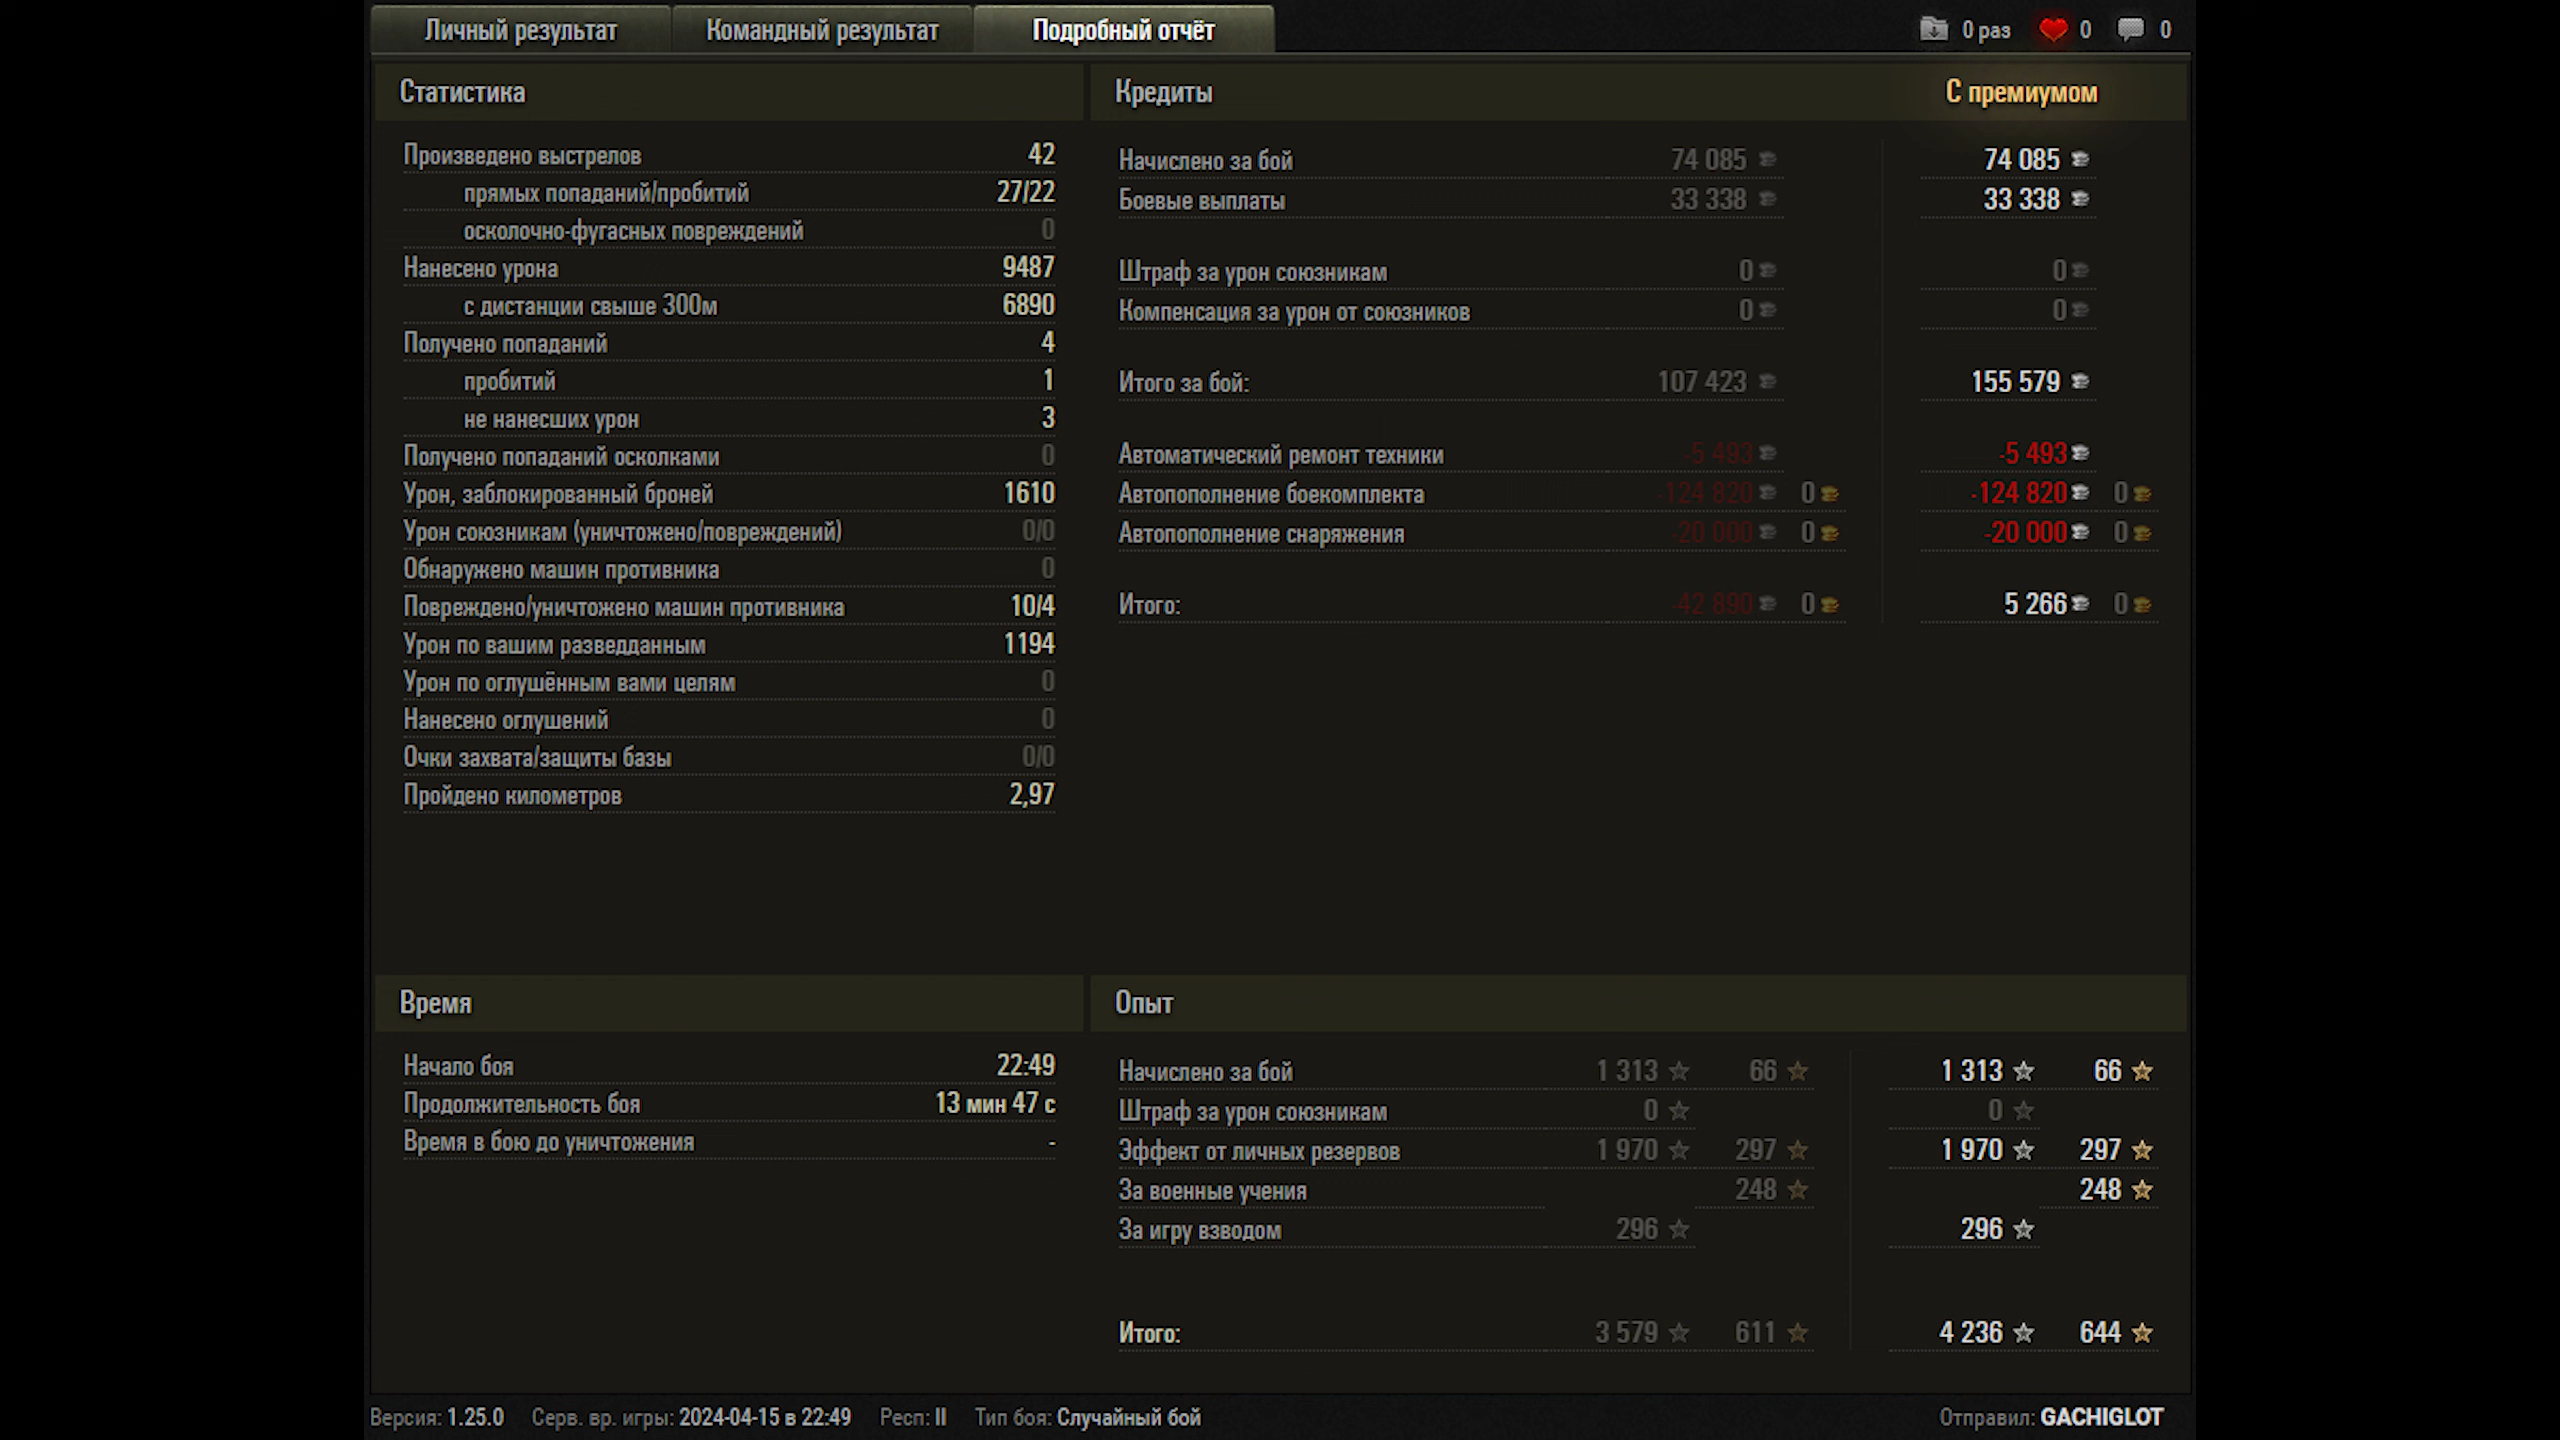 Личный результат Командный результат Подробный отчёт 0 раз 0 0
Статистика
Произведено выстрелов 42
прямых попаданий/пробитий 27/22
осколочно-фугасных повреждений 0
Нанесено урона 9487
с дистанции свыше 300м 6890
Получено попаданий 4
пробитий 1
не нанесших урон 3
Получено попаданий осколками 0
Урон, заблокированный броней 1610
Урон союзникам (уничтожено/повреждений) 0/0
Обнаружено машин противника 0
Повреждено/уничтожено машин противника 10/4
Урон по вашим разведданным 1194
Урон по оглушённым вами целям 0
Нанесено оглушений 0
Очки захвата/защиты базы 0/0
Пройдено километров 2,97
Кредиты С премиумом
Начислено за бой 74 085 74 085
Боевые выплаты 33 338 33 338
Штраф за урон союзникам 0 0
Компенсация за урон от союзников 0 0
Итого за бой: 107 423 155 579
Автоматический ремонт техники -5 493 -5 493
Автопополнение боекомплекта -124 820 0 -124 820 0
Автопополнение снаряжения -20 000 0 -20 000 0
Итого: -42 890 0 5 266 0
Время
Начало боя 22:49
Продолжительность боя 13 мин 47 с
Время в бою до уничтожения -
Опыт
Начислено за бой 1 313 66 1 313 66
Штраф за урон союзникам 0 0
Эффект от личных резервов 1 970 297 1 970 297
За военные учения 248 248
За игру взводом 296 296
Итого: 3 579 611 4 236 644
Версия: 1.25.0 Серв. вр. игры: 2024-04-15 в 22:49 Респ: II Тип боя: Случайный бой Отправил: GACHIGLOT